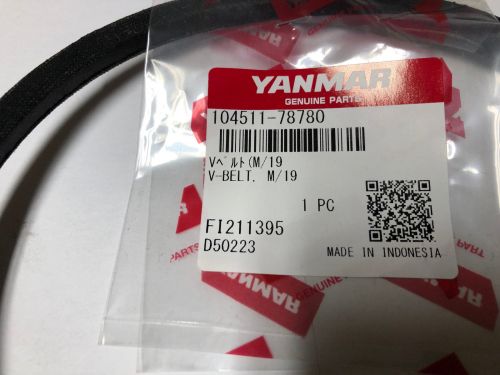 YANMAR
GENUINE PARTS
104511-78780
Vベルト(M/19
V-BELT. M/19
1 PC
FI211395
D50223
MADE IN INDONESIA